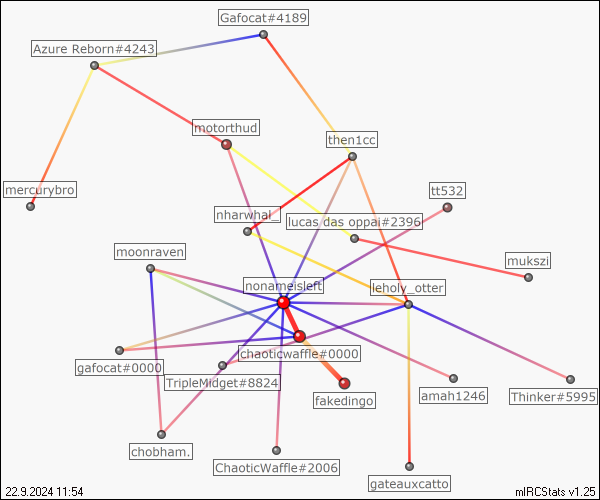 Gafocat#4189
Azure Reborn#4243
motorthud
then1cc
mercurybro
tt532
nharwhal_
lucas das oppai#2396
moonraven
mukszi
nonameisleft
leholy_otter
chaoticwaffle#0000
gafocat#0000
TripleMidget#8824
fakedingo
amah1246
Thinker#5995
chobham.
ChaoticWaffle#2006
gateauxcatto
22.9.2024 11:54
mIRCStats v1.25